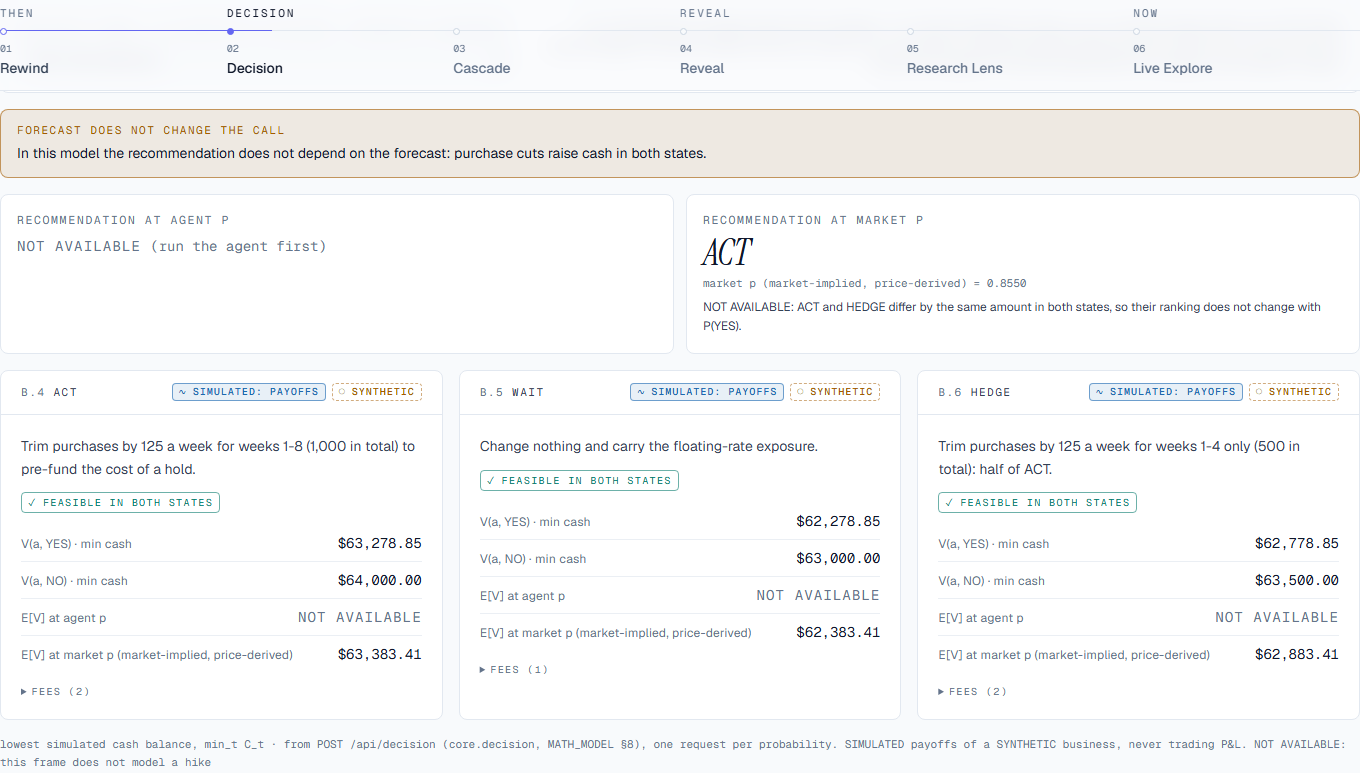 THEN
DECISION
REVEAL
NOW
01
02
03
04
05
06
Rewind
Decision
Cascade
Reveal
Research Lens
Live Explore
FORECAST DOES NOT CHANGE THE CALL
In this model the recommendation does not depend on the forecast: purchase cuts raise cash in both states.
RECOMMENDATION AT AGENT P
NOT AVAILABLE (run the agent first)
RECOMMENDATION AT MARKET P
ACT
market p (market-implied, price-derived) = 0.8550
NOT AVAILABLE: ACT and HEDGE differ by the same amount in both states, so their ranking does not change with
P(YES).
B.4 ACT
∿ SIMULATED: PAYOFFS
○ SYNTHETIC
Trim purchases by 125 a week for weeks 1-8 (1,000 in total) to
pre-fund the cost of a hold.
✓ FEASIBLE IN BOTH STATES
V(a, YES) · min cash $63,278.85
V(a, NO) · min cash $64,000.00
E[V] at agent p NOT AVAILABLE
E[V] at market p (market-implied, price-derived) $63,383.41
▶ FEES (2)
B.5 WAIT
∿ SIMULATED: PAYOFFS
○ SYNTHETIC
Change nothing and carry the floating-rate exposure.
✓ FEASIBLE IN BOTH STATES
V(a, YES) · min cash $62,278.85
V(a, NO) · min cash $63,000.00
E[V] at agent p NOT AVAILABLE
E[V] at market p (market-implied, price-derived) $62,383.41
▶ FEES (1)
B.6 HEDGE
∿ SIMULATED: PAYOFFS
○ SYNTHETIC
Trim purchases by 125 a week for weeks 1-4 only (500 in
total): half of ACT.
✓ FEASIBLE IN BOTH STATES
V(a, YES) · min cash $62,778.85
V(a, NO) · min cash $63,500.00
E[V] at agent p NOT AVAILABLE
E[V] at market p (market-implied, price-derived) $62,883.41
▶ FEES (2)
lowest simulated cash balance, min_t C_t · from POST /api/decision (core.decision, MATH_MODEL §8), one request per probability. SIMULATED payoffs of a SYNTHETIC business, never trading P&L. NOT AVAILABLE:
this frame does not model a hike